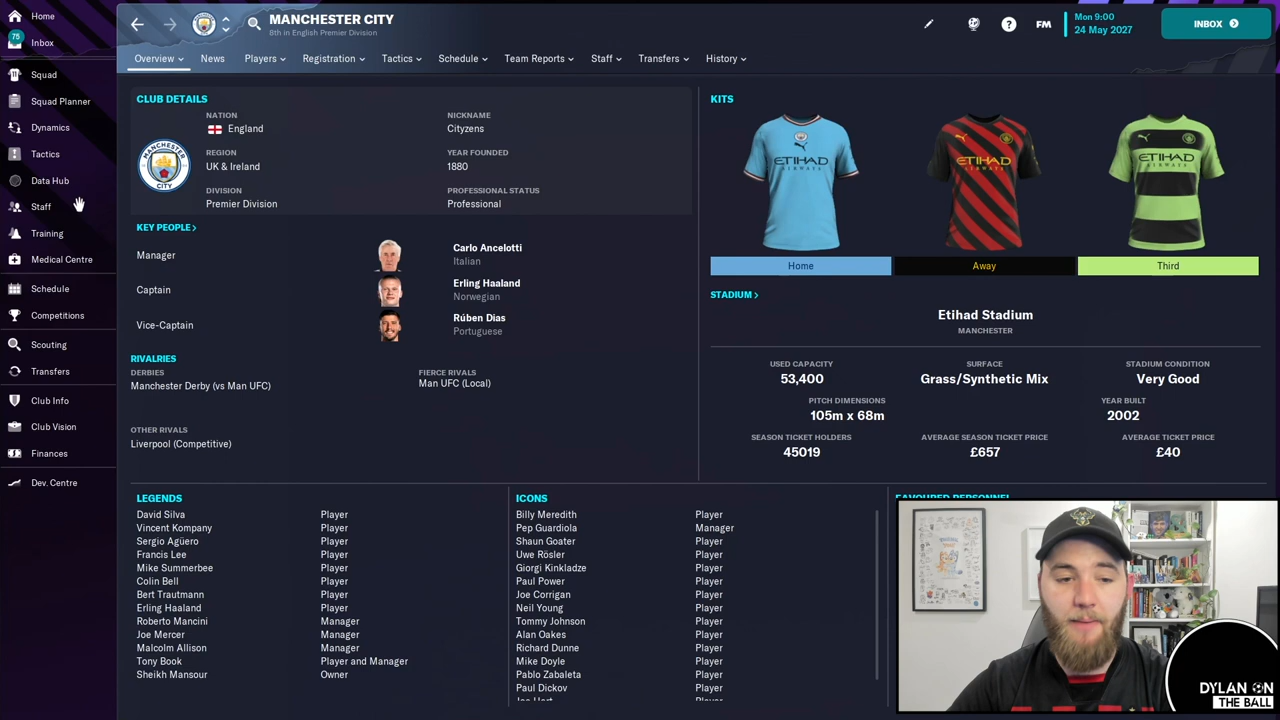 Home
75
Inbox
Squad
Squad Planner
Dynamics
Tactics
Data Hub
Staff
Training
Medical Centre
Schedule
Competitions
Scouting
Transfers
Club Info
Club Vision
Finances
Dev. Centre
MANCHESTER CITY
8th in English Premier Division
?
FM
Mon 9:00
24 May 2027
INBOX
Overview
News
Players
Registration
Tactics
Schedule
Team Reports
Staff
Transfers
History
CLUB DETAILS
MANCHESTER
CITY
NATION
England
NICKNAME
Cityzens
REGION
UK & Ireland
YEAR FOUNDED
1880
DIVISION
Premier Division
PROFESSIONAL STATUS
Professional
KEY PEOPLE >
Manager
Carlo Ancelotti
Italian
Captain
Erling Haaland
Norwegian
Vice-Captain
Rúben Dias
Portuguese
RIVALRIES
DERBIES
Manchester Derby (vs Man UFC)
FIERCE RIVALS
Man UFC (Local)
OTHER RIVALS
Liverpool (Competitive)
KITS
ETIHAD
AIRWAYS
ETIHAD
AIRWAYS
ETIHAD
AIRWAYS
Home
Away
Third
STADIUM >
Etihad Stadium
MANCHESTER
USED CAPACITY
53,400
SURFACE
Grass/Synthetic Mix
STADIUM CONDITION
Very Good
PITCH DIMENSIONS
105m x 68m
YEAR BUILT
2002
SEASON TICKET HOLDERS
45019
AVERAGE SEASON TICKET PRICE
£657
AVERAGE TICKET PRICE
£40
LEGENDS
David Silva Player
Vincent Kompany Player
Sergio Agüero Player
Francis Lee Player
Mike Summerbee Player
Colin Bell Player
Bert Trautmann Player
Erling Haaland Player
Roberto Mancini Manager
Joe Mercer Manager
Malcolm Allison Manager
Tony Book Player and Manager
Sheikh Mansour Owner
ICONS
Billy Meredith Player
Pep Guardiola Manager
Shaun Goater Player
Uwe Rösler Player
Giorgi Kinkladze Player
Paul Power Player
Joe Corrigan Player
Neil Young Player
Tommy Johnson Player
Alan Oakes Player
Richard Dunne Player
Mike Doyle Player
Pablo Zabaleta Player
Paul Dickov Player
Joe Hart Player
FAVOURED PERSONNEL
DYLAN ON
THE BALL